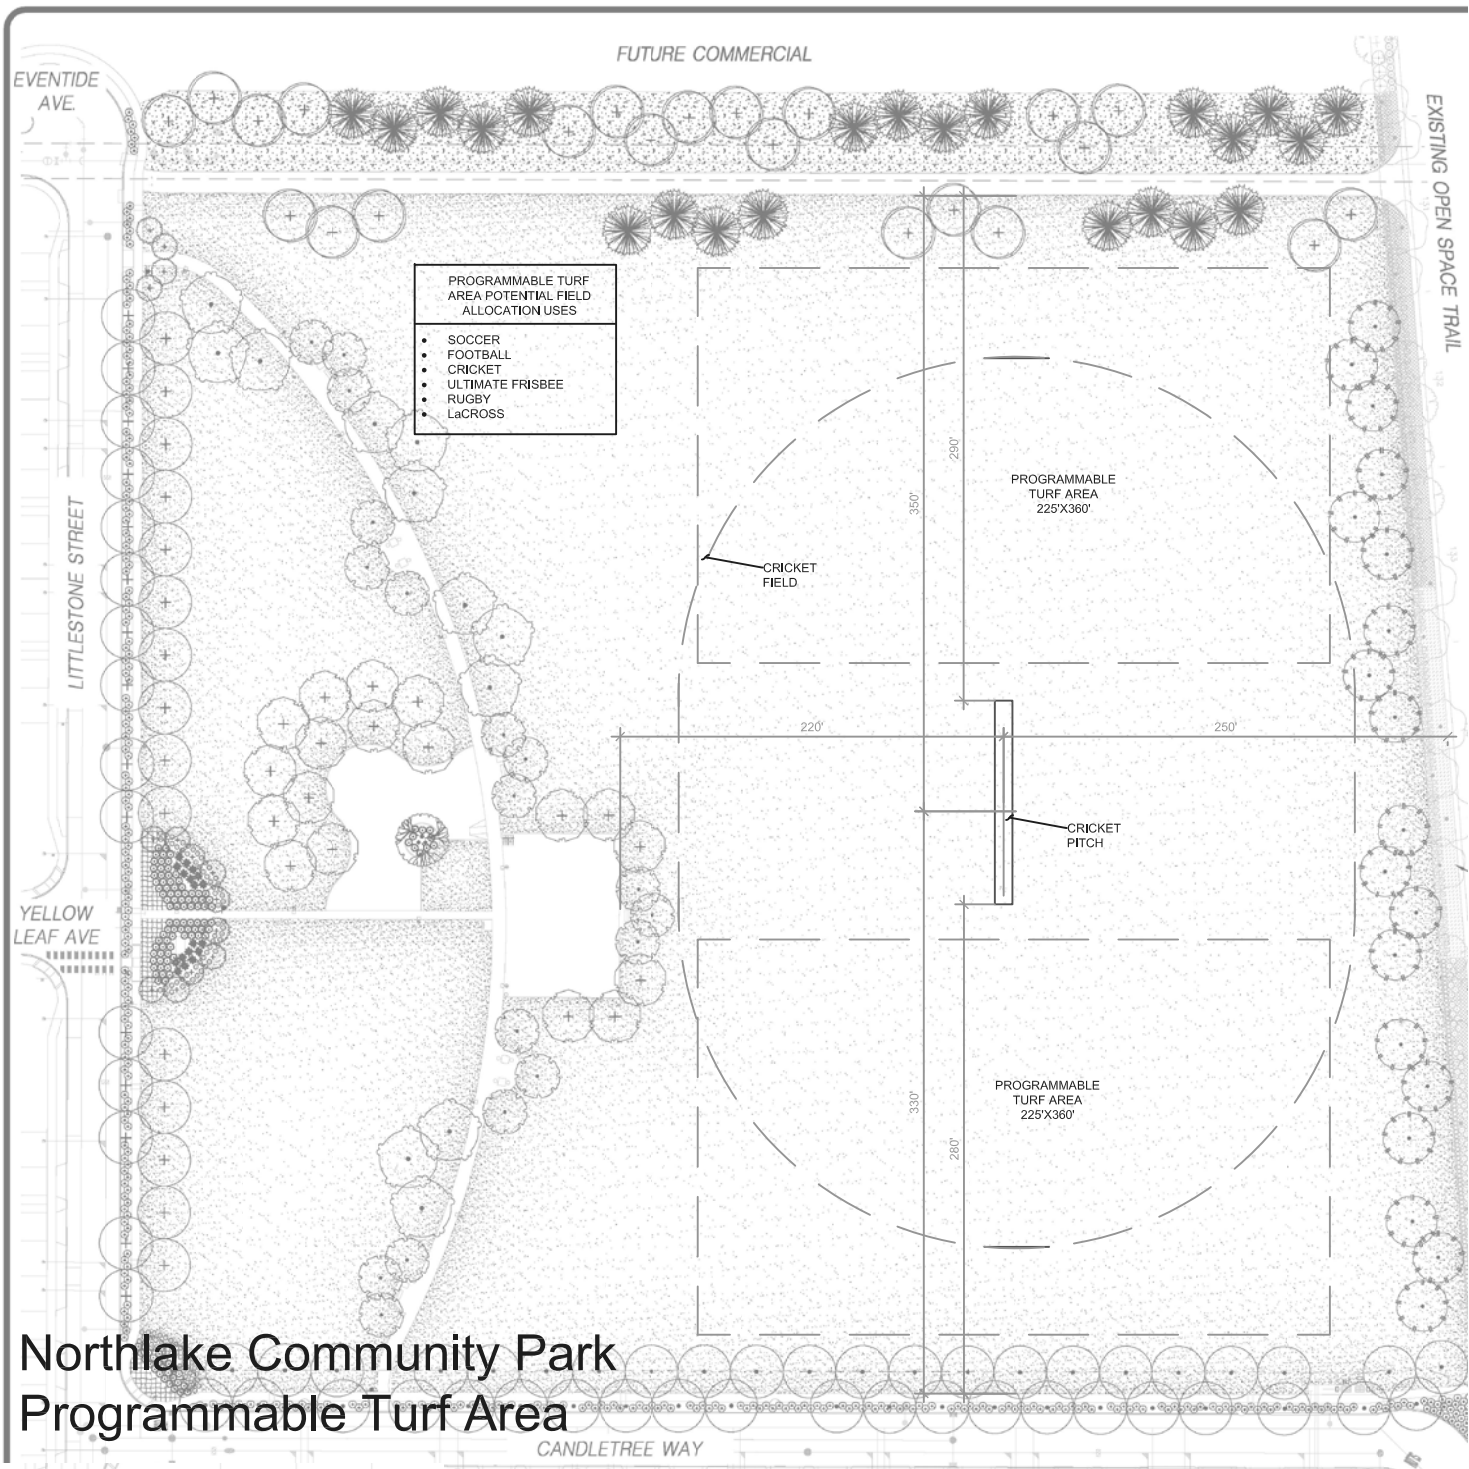 FUTURE COMMERCIAL
EVENTIDE
AVE.
EXISTING OPEN SPACE TRAIL
PROGRAMMABLE TURF
AREA POTENTIAL FIELD
ALLOCATION USES
• SOCCER
• FOOTBALL
• CRICKET
• ULTIMATE FRISBEE
• RUGBY
• LaCROSS
290'
350'
PROGRAMMABLE
TURF AREA
225'X360'
CRICKET
FIELD
LITTLESTONE STREET
220'
250'
CRICKET
PITCH
YELLOW
LEAF AVE
330'
280'
PROGRAMMABLE
TURF AREA
225'X360'
Northlake Community Park
Programmable Turf Area
CANDLETREE WAY